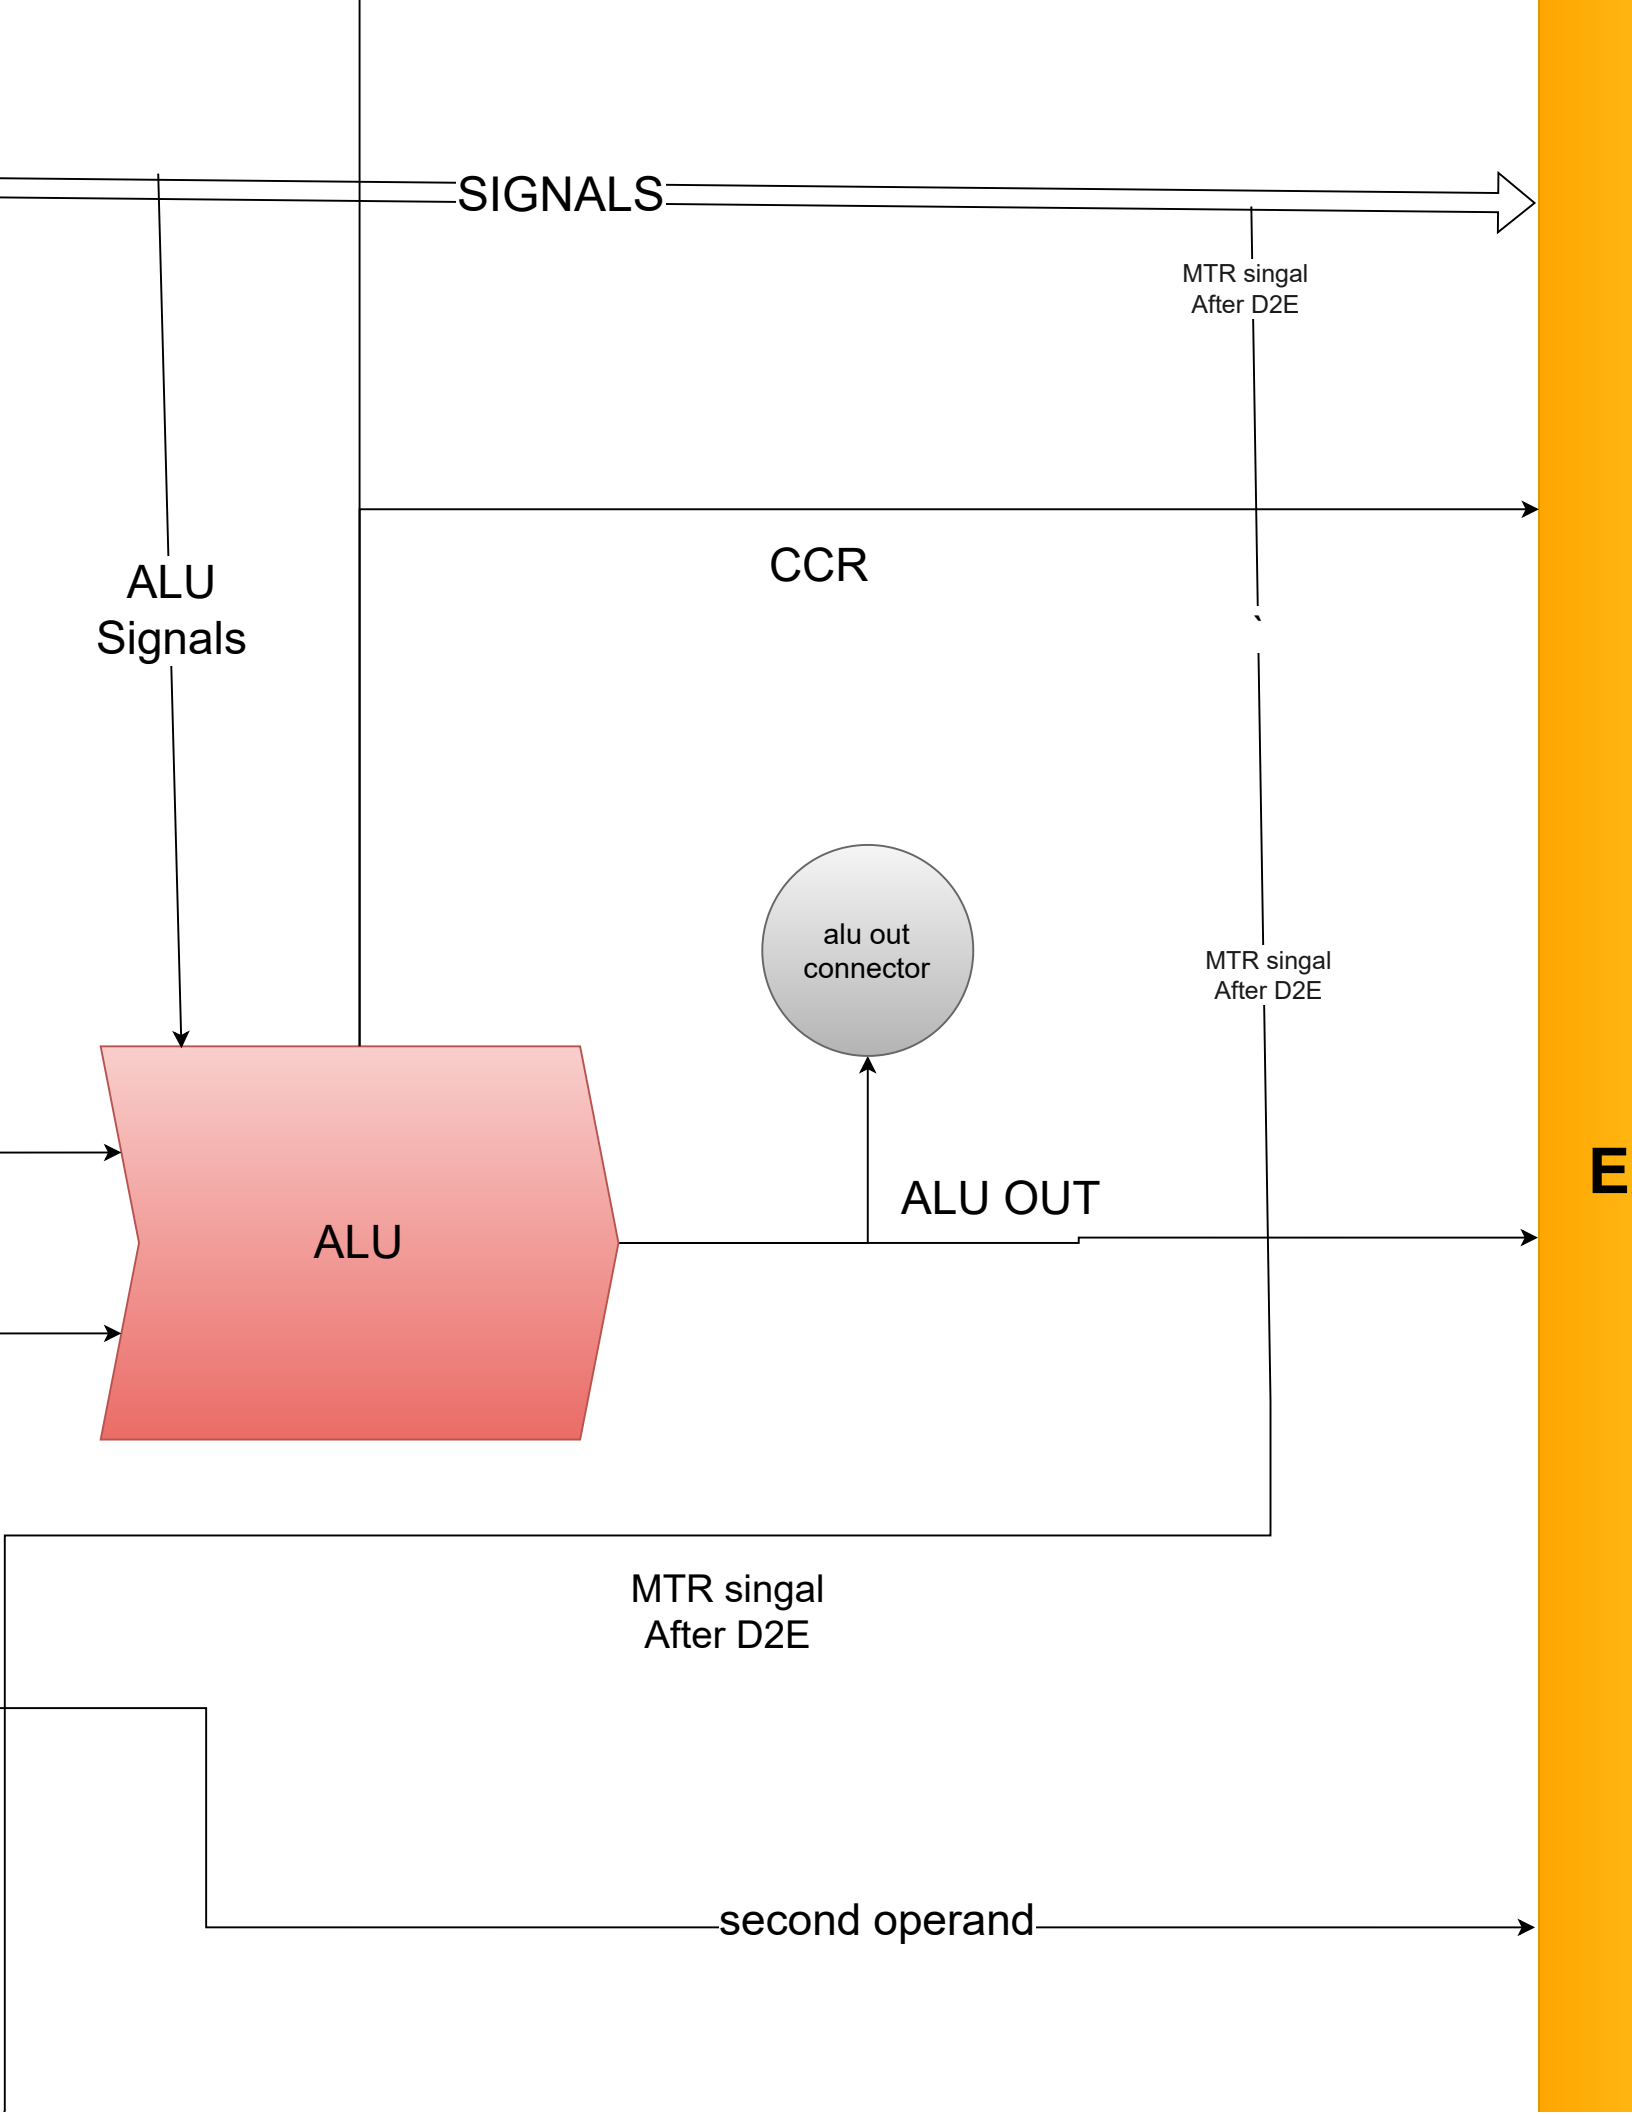 SIGNALS
MTR singal
After D2E
CCR
ALU
Signals
`
alu out
connector
MTR singal
After D2E
E
ALU OUT
ALU
MTR singal
After D2E
second operand